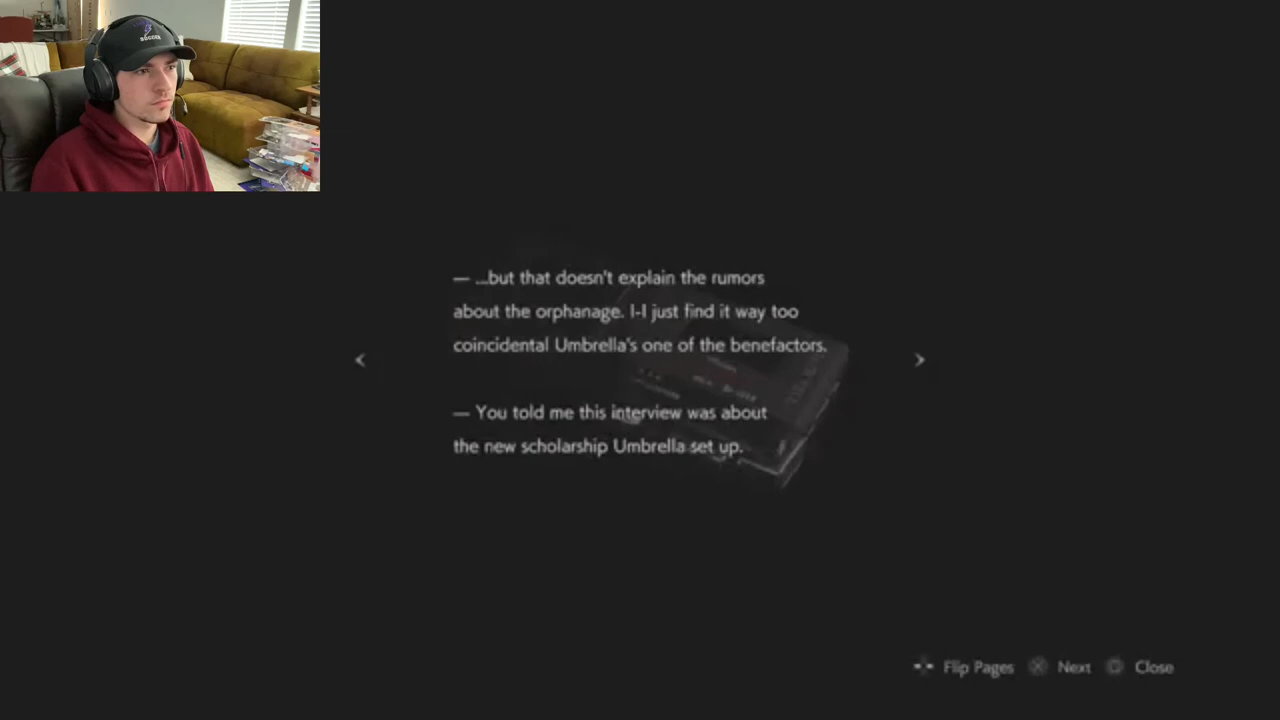 SOCCER
— ...but that doesn't explain the rumors
about the orphanage. I-I just find it way too
coincidental Umbrella's one of the benefactors.
— You told me this interview was about
the new scholarship Umbrella set up.
Flip Pages Next Close